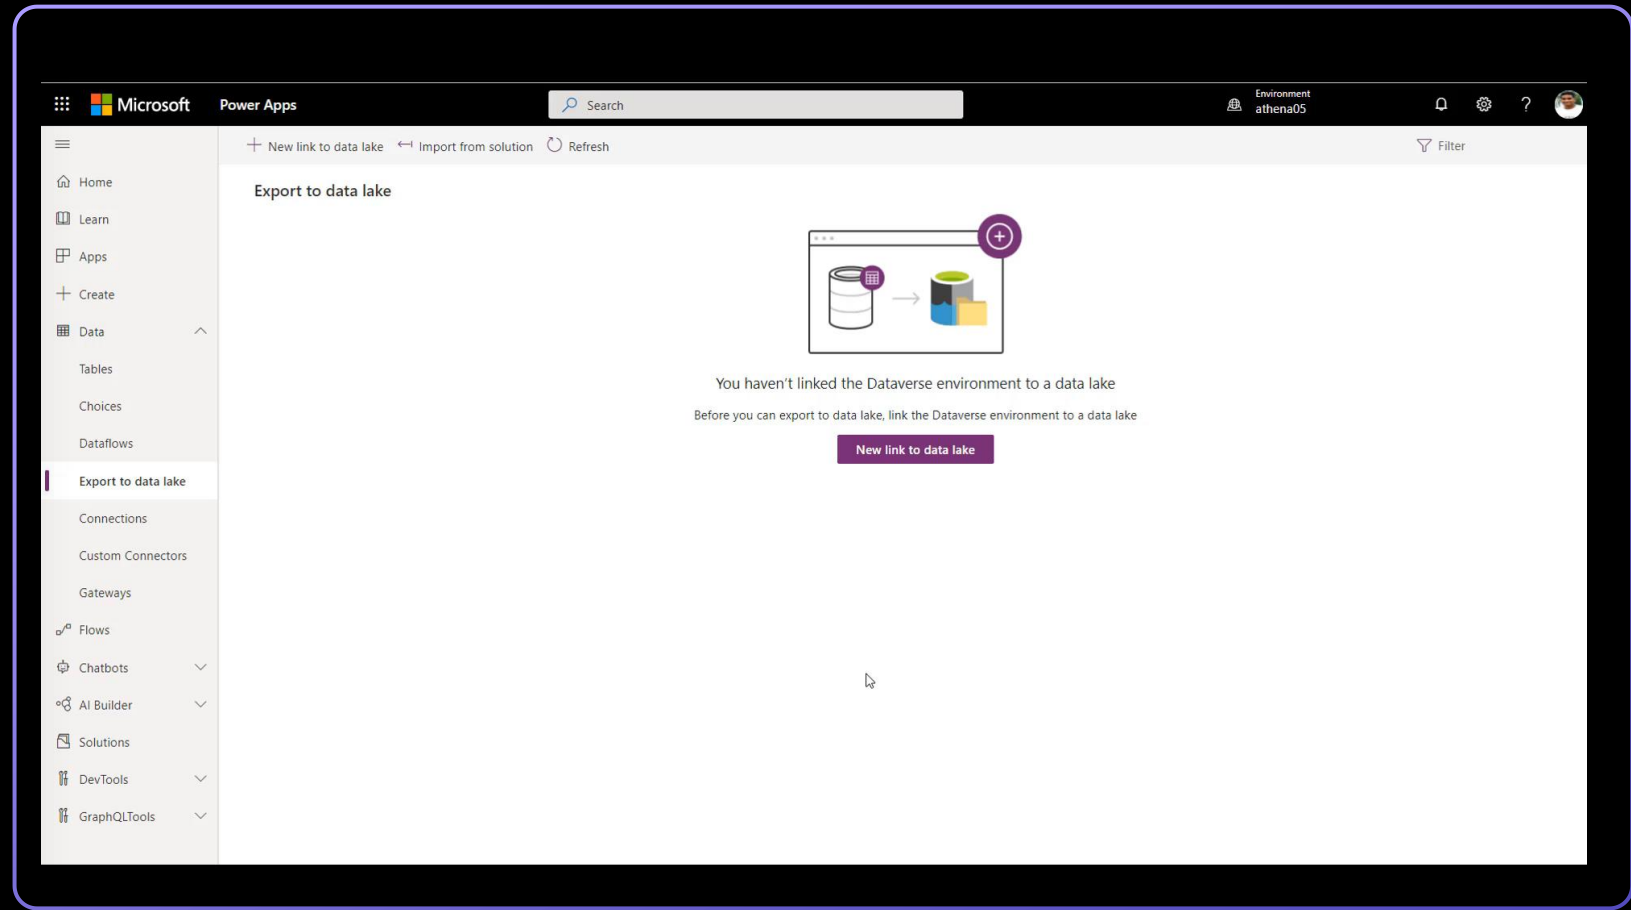 Microsoft Power Apps
Search
Environment
athena05
?
New link to data lake Import from solution Refresh
Filter
Home
Learn
Apps
Create
Data
Tables
Choices
Dataflows
Export to data lake
Connections
Custom Connectors
Gateways
Flows
Chatbots
AI Builder
Solutions
DevTools
GraphQLTools
Export to data lake
You haven't linked the Dataverse environment to a data lake
Before you can export to data lake, link the Dataverse environment to a data lake
New link to data lake